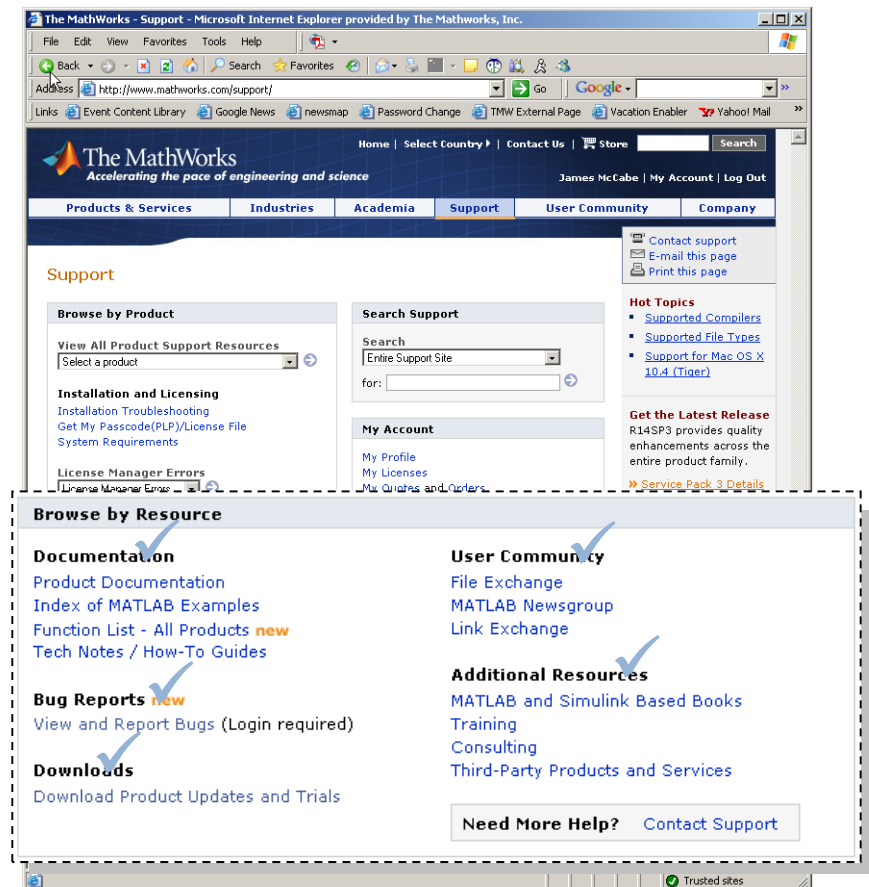 The MathWorks - Support - Microsoft Internet Explorer provided by The Mathworks, Inc.
File Edit View Favorites Tools Help
Back Search Favorites
Address http://www.mathworks.com/support/ Go Google
Links Event Content Library Google News newsmap Password Change TMW External Page Vacation Enabler Yahoo! Mail »
Home | Select Country | Contact Us | Store Search
The MathWorks
Accelerating the pace of engineering and science
James McCabe | My Account | Log Out
Products & Services Industries Academia Support User Community Company
Contact support
E-mail this page
Print this page
Support
Browse by Product
View All Product Support Resources
Select a product
Installation and Licensing
Installation Troubleshooting
Get My Passcode(PLP)/License File
System Requirements
License Manager Errors
License Manager Errors
Search Support
Search
Entire Support Site
for:
My Account
My Profile
My Licenses
My Quotes and Orders
Hot Topics
Supported Compilers
Supported File Types
Support for Mac OS X
10.4 (Tiger)
Get the Latest Release
R14SP3 provides quality
enhancements across the
entire product family.
» Service Pack 3 Details
Browse by Resource
Documentation
Product Documentation
Index of MATLAB Examples
Function List - All Products new
Tech Notes / How-To Guides
Bug Reports new
View and Report Bugs (Login required)
Downloads
Download Product Updates and Trials
User Community
File Exchange
MATLAB Newsgroup
Link Exchange
Additional Resources
MATLAB and Simulink Based Books
Training
Consulting
Third-Party Products and Services
Need More Help? Contact Support
Trusted sites